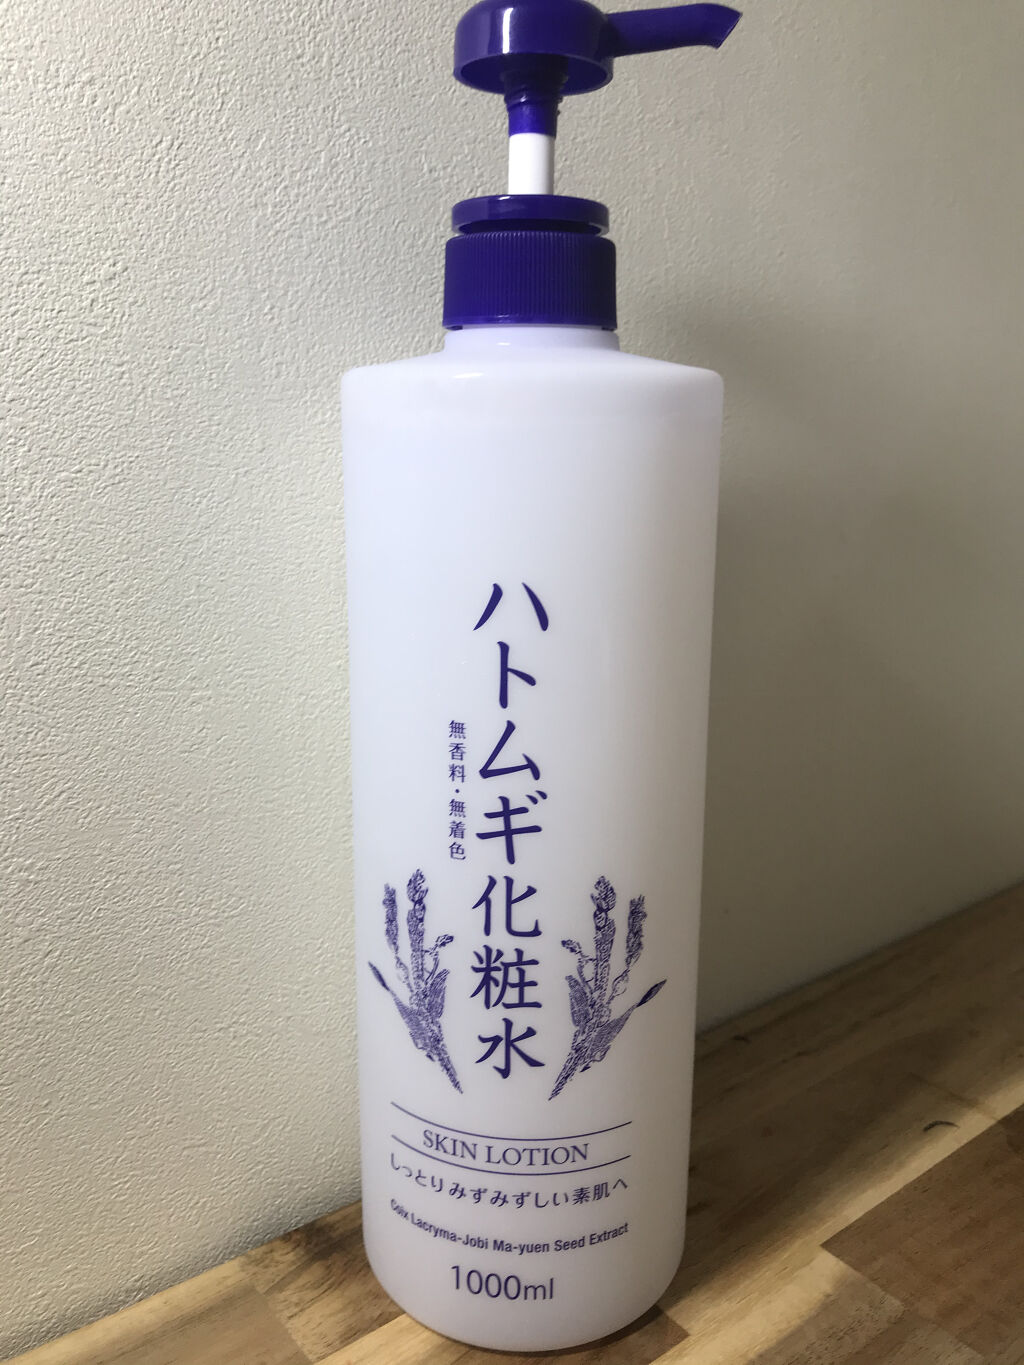 ハトムギ化粧水
無香料・無着色
SKIN LOTION
しっとりみずみずしい素肌へ
Coix Lacryma-Jobi Ma-yuen Seed Extract
1000ml